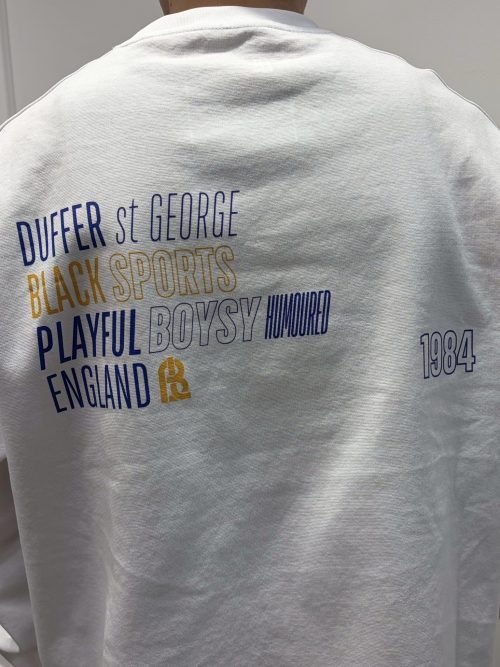 DUFFER st GEORGE
BLACK SPORTS
PLAYFUL BOYSY HUMOURED
ENGLAND
1984